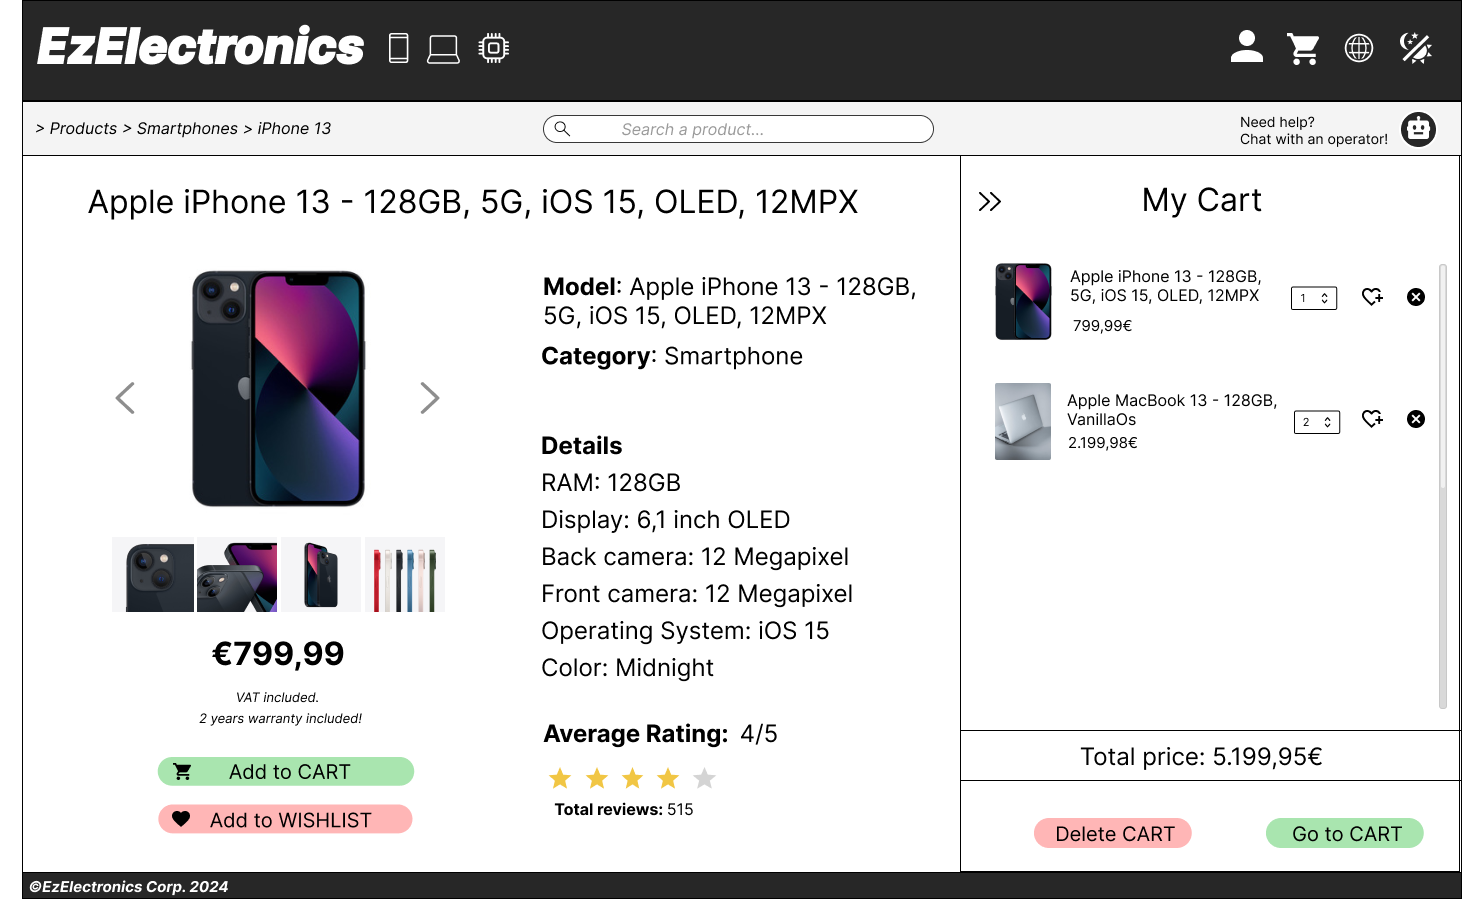 EzElectronics
> Products > Smartphones > iPhone 13
Search a product...
Need help?
Chat with an operator!
Apple iPhone 13 - 128GB, 5G, iOS 15, OLED, 12MPX
Model: Apple iPhone 13 - 128GB,
5G, iOS 15, OLED, 12MPX
Category: Smartphone
Details
RAM: 128GB
Display: 6,1 inch OLED
Back camera: 12 Megapixel
Front camera: 12 Megapixel
Operating System: iOS 15
Color: Midnight
€799,99
VAT included.
2 years warranty included!
Add to CART
Add to WISHLIST
Average Rating: 4/5
Total reviews: 515
My Cart
Apple iPhone 13 - 128GB,
5G, iOS 15, OLED, 12MPX
799,99€
1
Apple MacBook 13 - 128GB,
VanillaOs
2.199,98€
2
Total price: 5.199,95€
Delete CART
Go to CART
©EzElectronics Corp. 2024